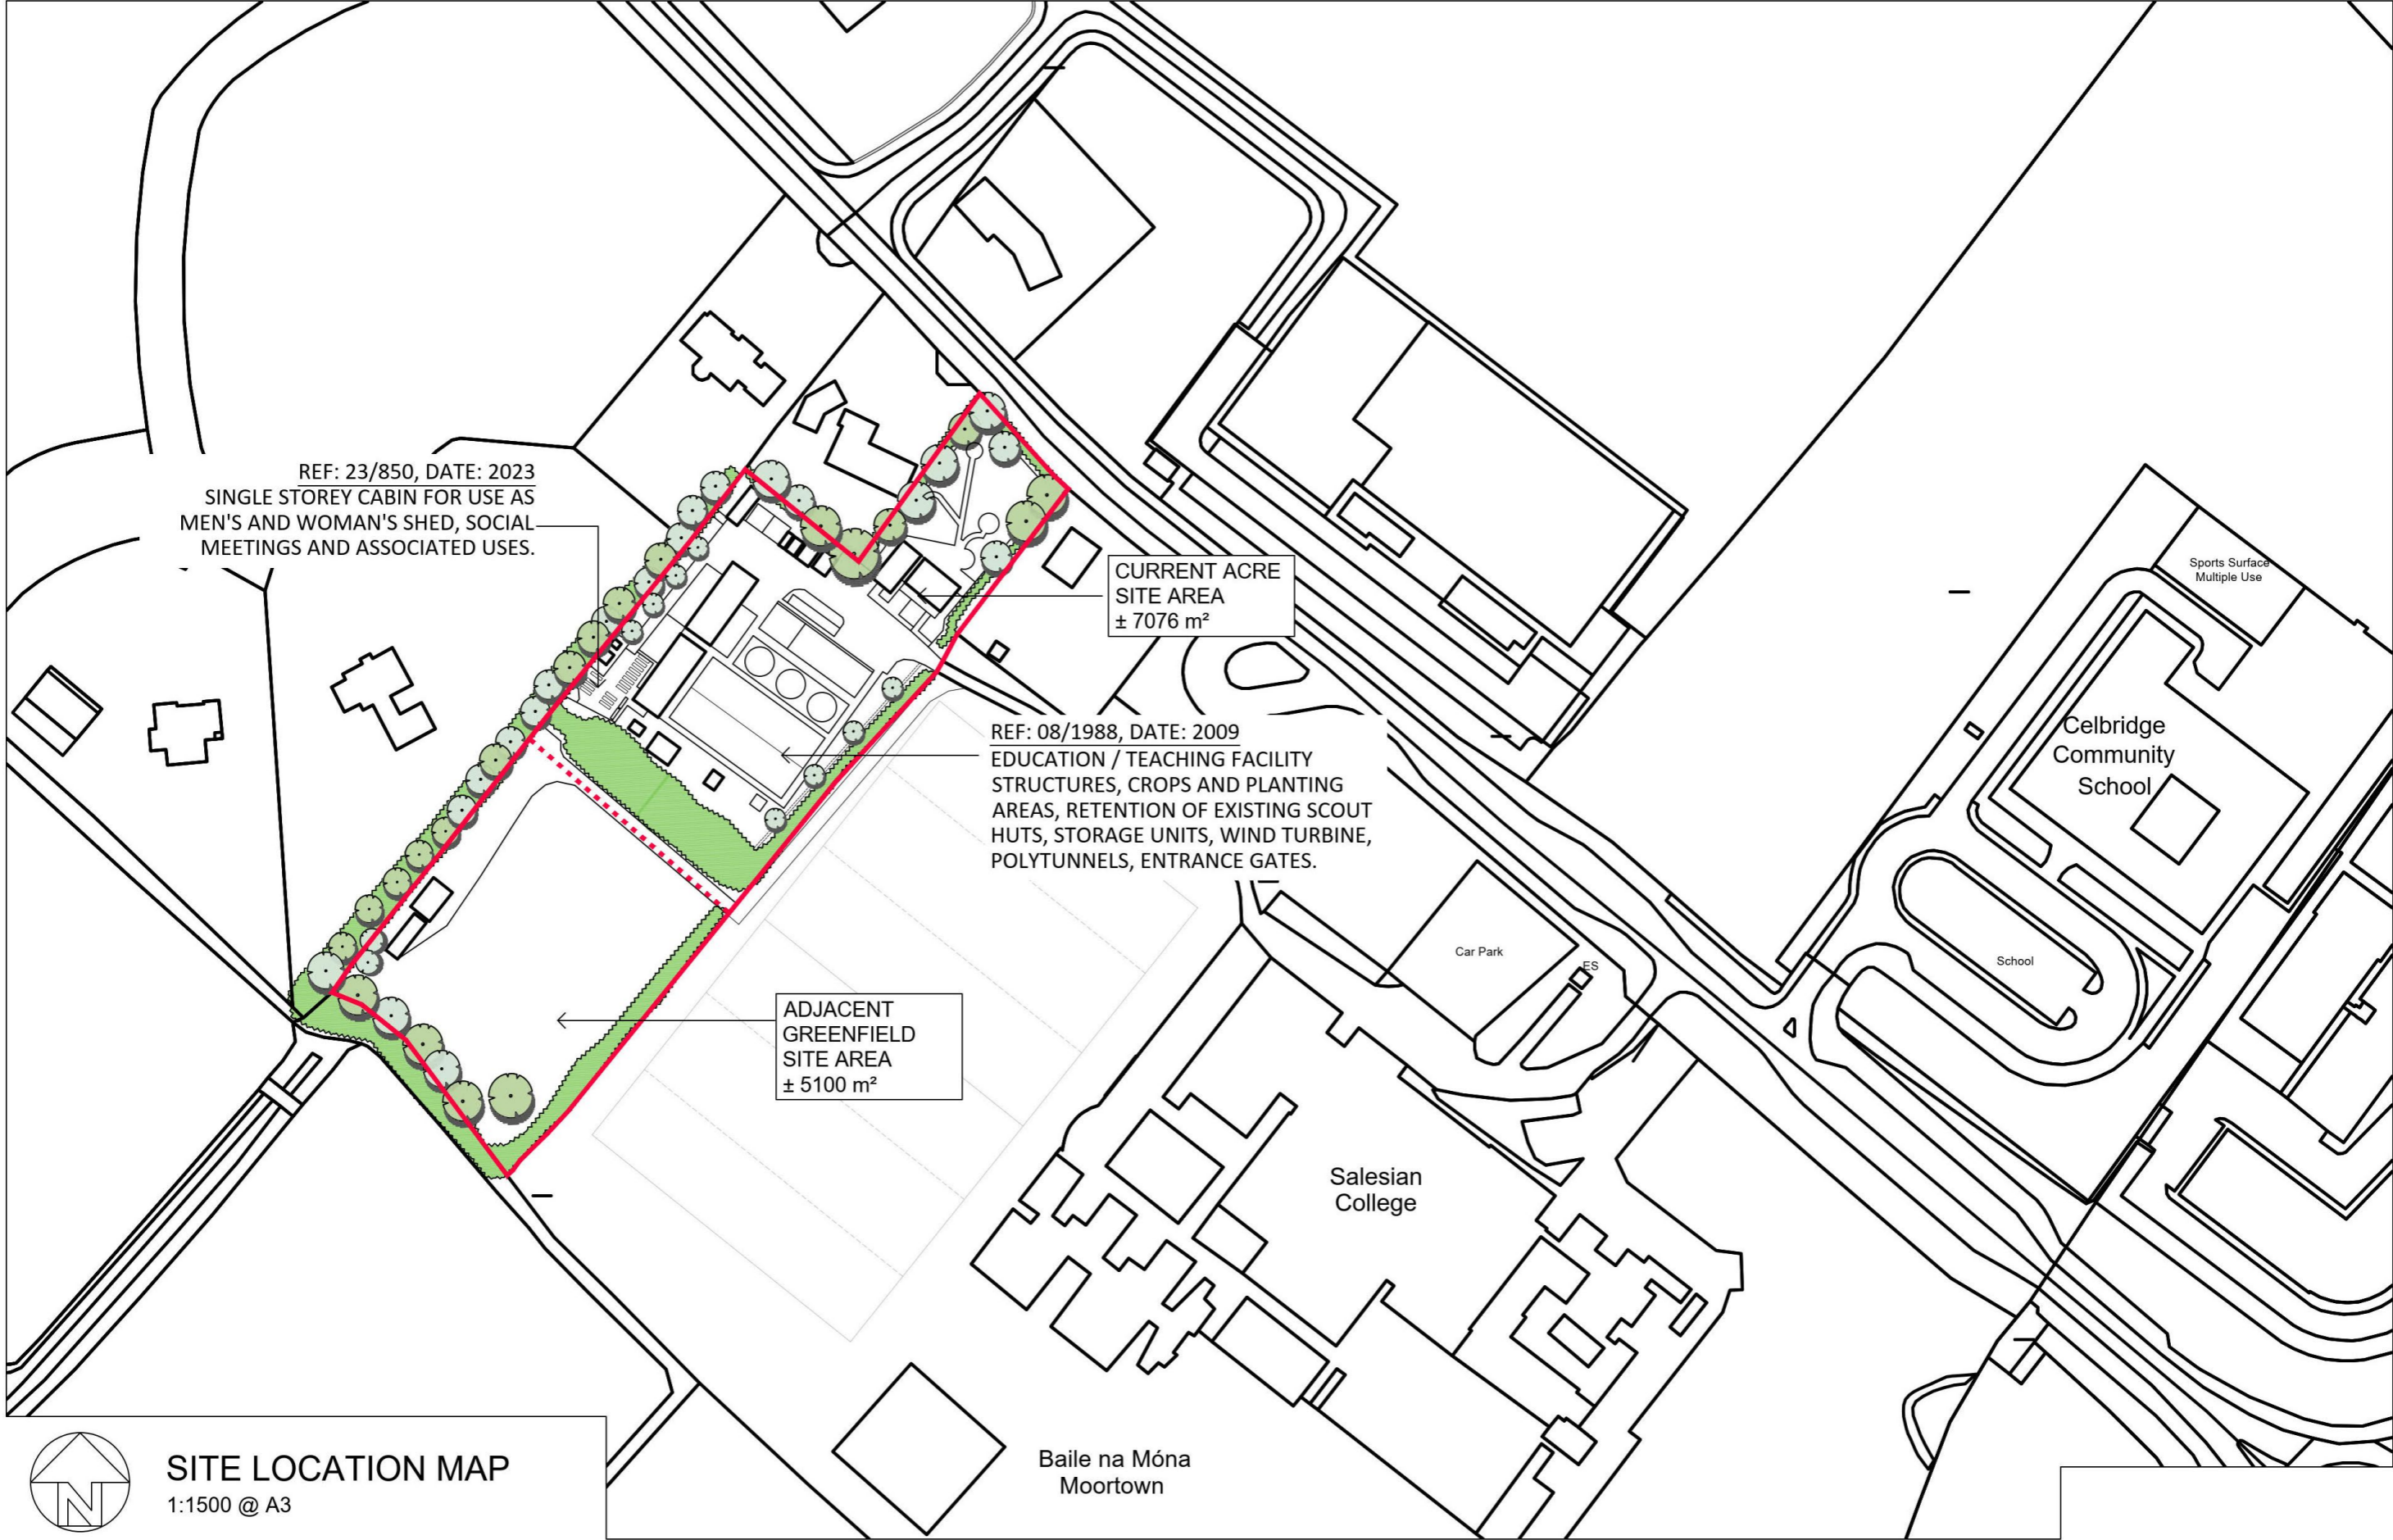 REF: 23/850, DATE: 2023
SINGLE STOREY CABIN FOR USE AS
MEN'S AND WOMAN'S SHED, SOCIAL
MEETINGS AND ASSOCIATED USES.
CURRENT ACRE
SITE AREA
± 7076 m²
Sports Surface
Multiple Use
Celbridge
Community
School
REF: 08/1988, DATE: 2009
EDUCATION / TEACHING FACILITY
STRUCTURES, CROPS AND PLANTING
AREAS, RETENTION OF EXISTING SCOUT
HUTS, STORAGE UNITS, WIND TURBINE,
POLYTUNNELS, ENTRANCE GATES.
Car Park
ES
School
ADJACENT
GREENFIELD
SITE AREA
± 5100 m²
Salesian
College
Baile na Móna
Moortown
N
SITE LOCATION MAP
1:1500 @ A3